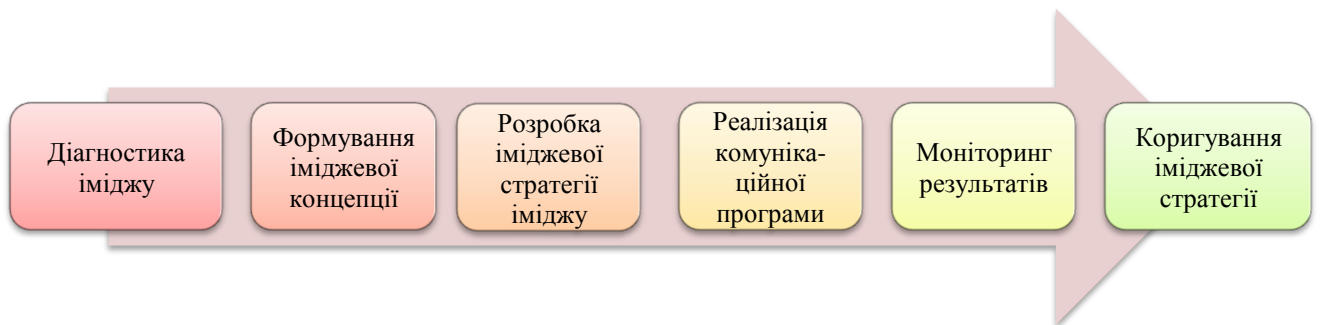 Діагностика
іміджу
Формування
іміджевої
концепції
Розробка
іміджевої
стратегії
іміджу
Реалізація
комуніка-
ційної
програми
Моніторинг
результатів
Коригування
іміджевої
стратегії